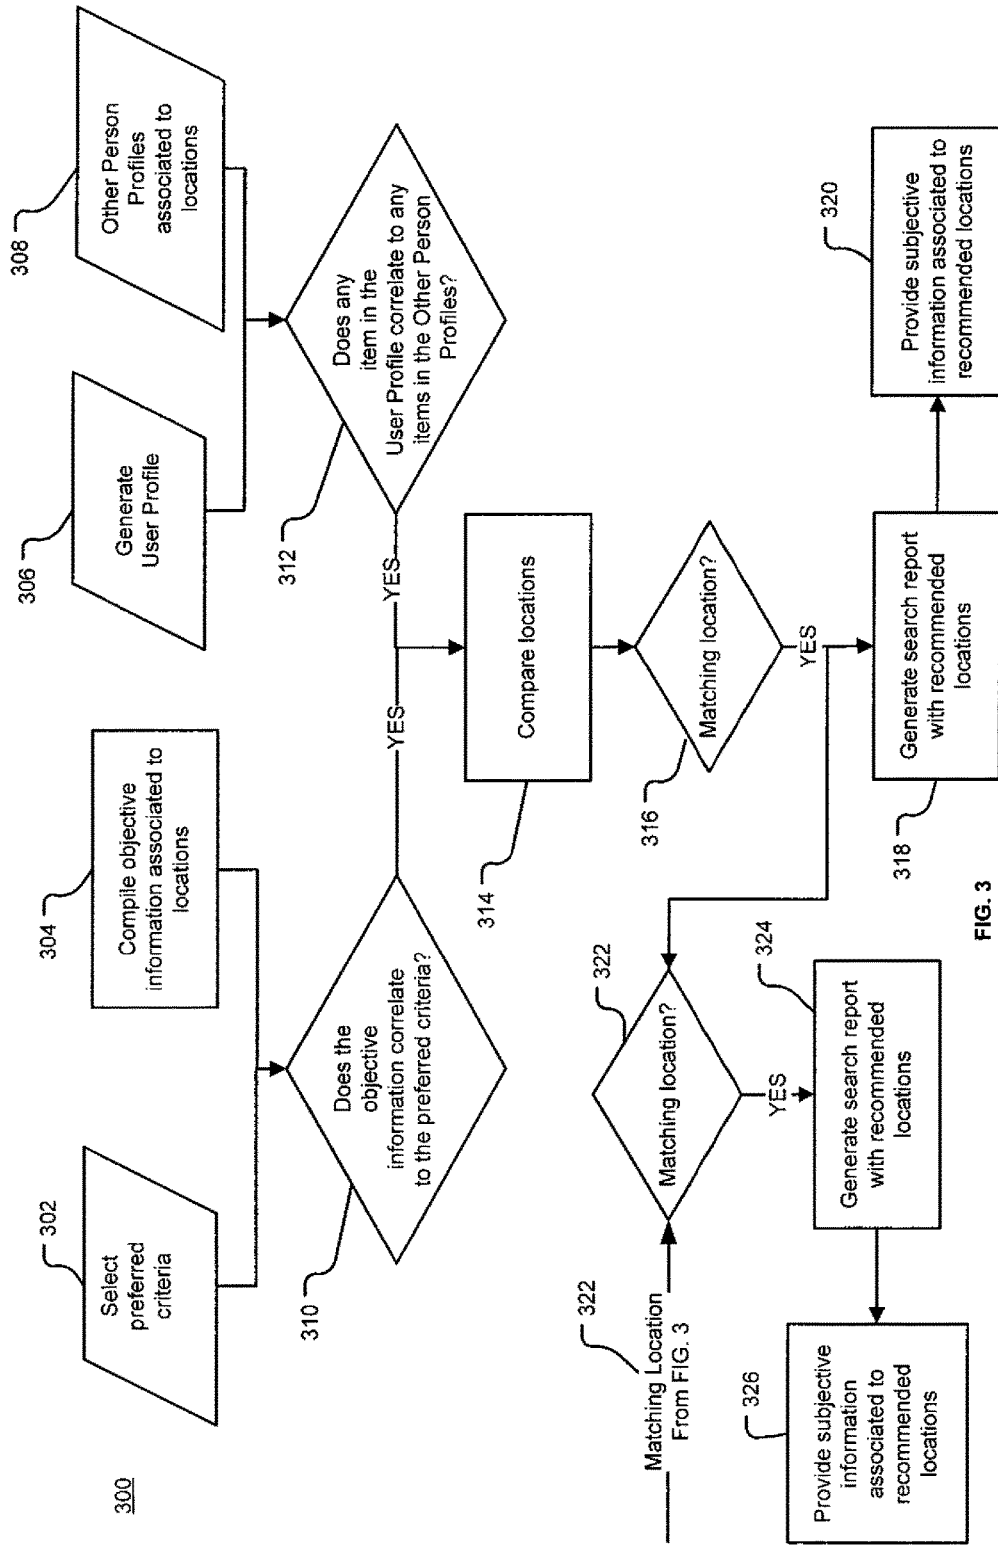 300
302
Select
preferred
criteria
304
Compile objective
information associated to
locations
306
Generate
User Profile
308
Other Person
Profiles
associated to
locations
310
Does the
objective
information correlate
to the preferred criteria?
312
Does any
item in the
User Profile correlate to any
items in the Other Person
Profiles?
YES
YES
314
Compare locations
316
Matching location?
YES
322
Matching Location
From FIG. 3
322
Matching location?
YES
324
Generate search report
with recommended
locations
326
Provide subjective
information
associated to
recommended
locations
318
Generate search report
with recommended
locations
320
Provide subjective
information associated to
recommended locations
FIG. 3